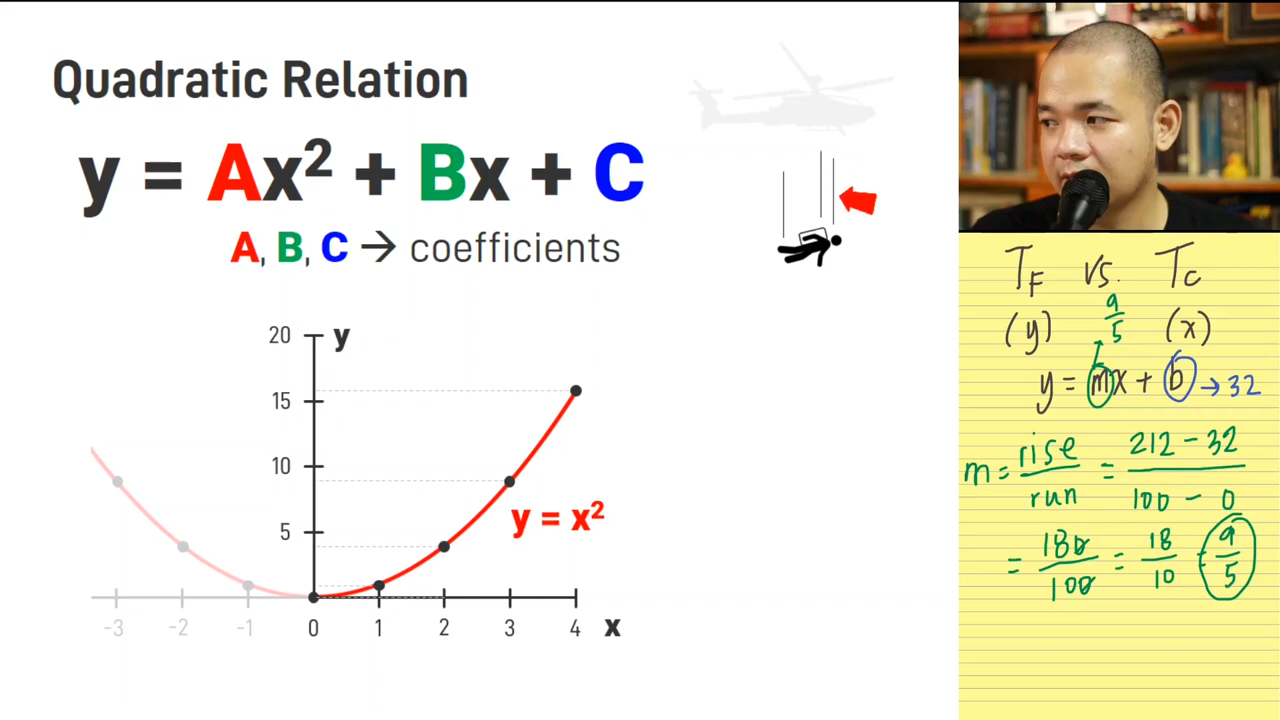 Quadratic Relation
y = Ax² + Bx + C
A, B, C → coefficients
20 y
15
10
5
y = x²
-3 -2 -1 0 1 2 3 4 x
T_F vs. T_C
(y) 9/5 (x)
y = mx + b → 32
m = rise/run = (212 - 32)/(100 - 0)
= 180/100 = 18/10 = 9/5